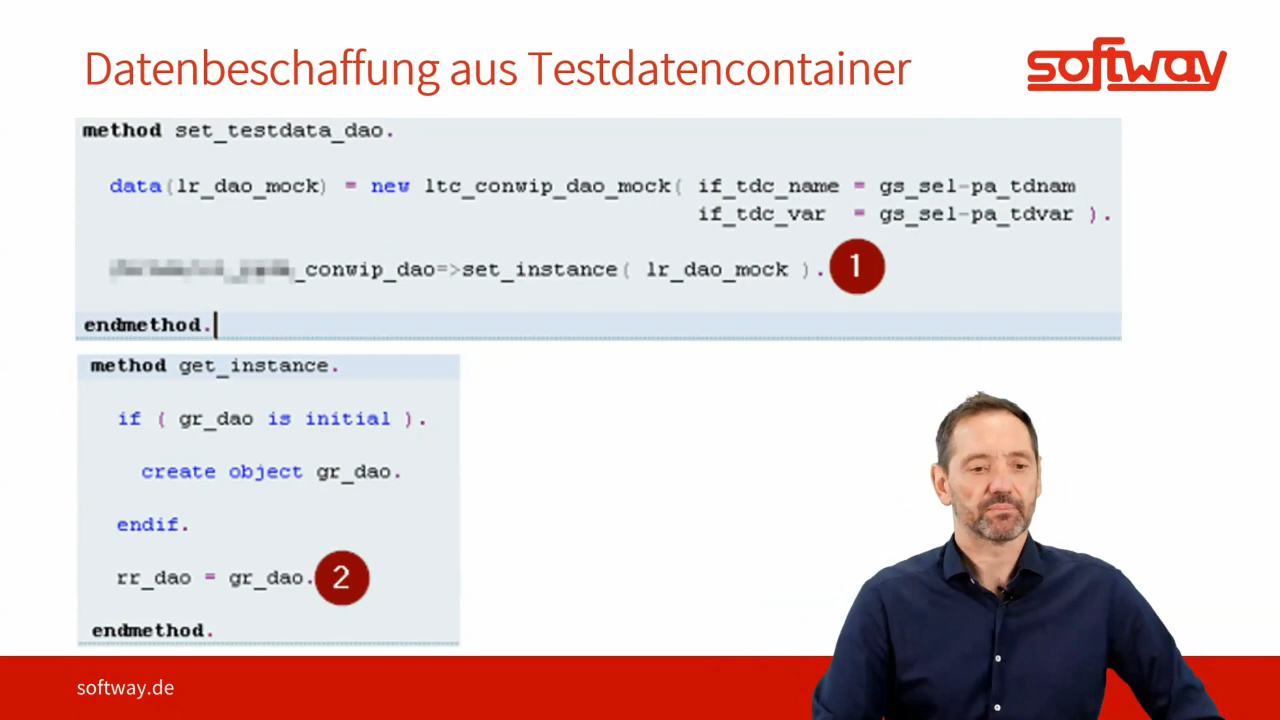 Datenbeschaffung aus Testdatencontainer
softway
method set_testdata_dao.
data(lr_dao_mock) = new ltc_conwip_dao_mock( if_tdc_name = gs_sel-pa_tdnam
if_tdc_var = gs_sel-pa_tdvar ).
_conwip_dao=>set_instance( lr_dao_mock ). 1
endmethod.
method get_instance.
if ( gr_dao is initial ).
create object gr_dao.
endif.
rr_dao = gr_dao. 2
endmethod.
softway.de